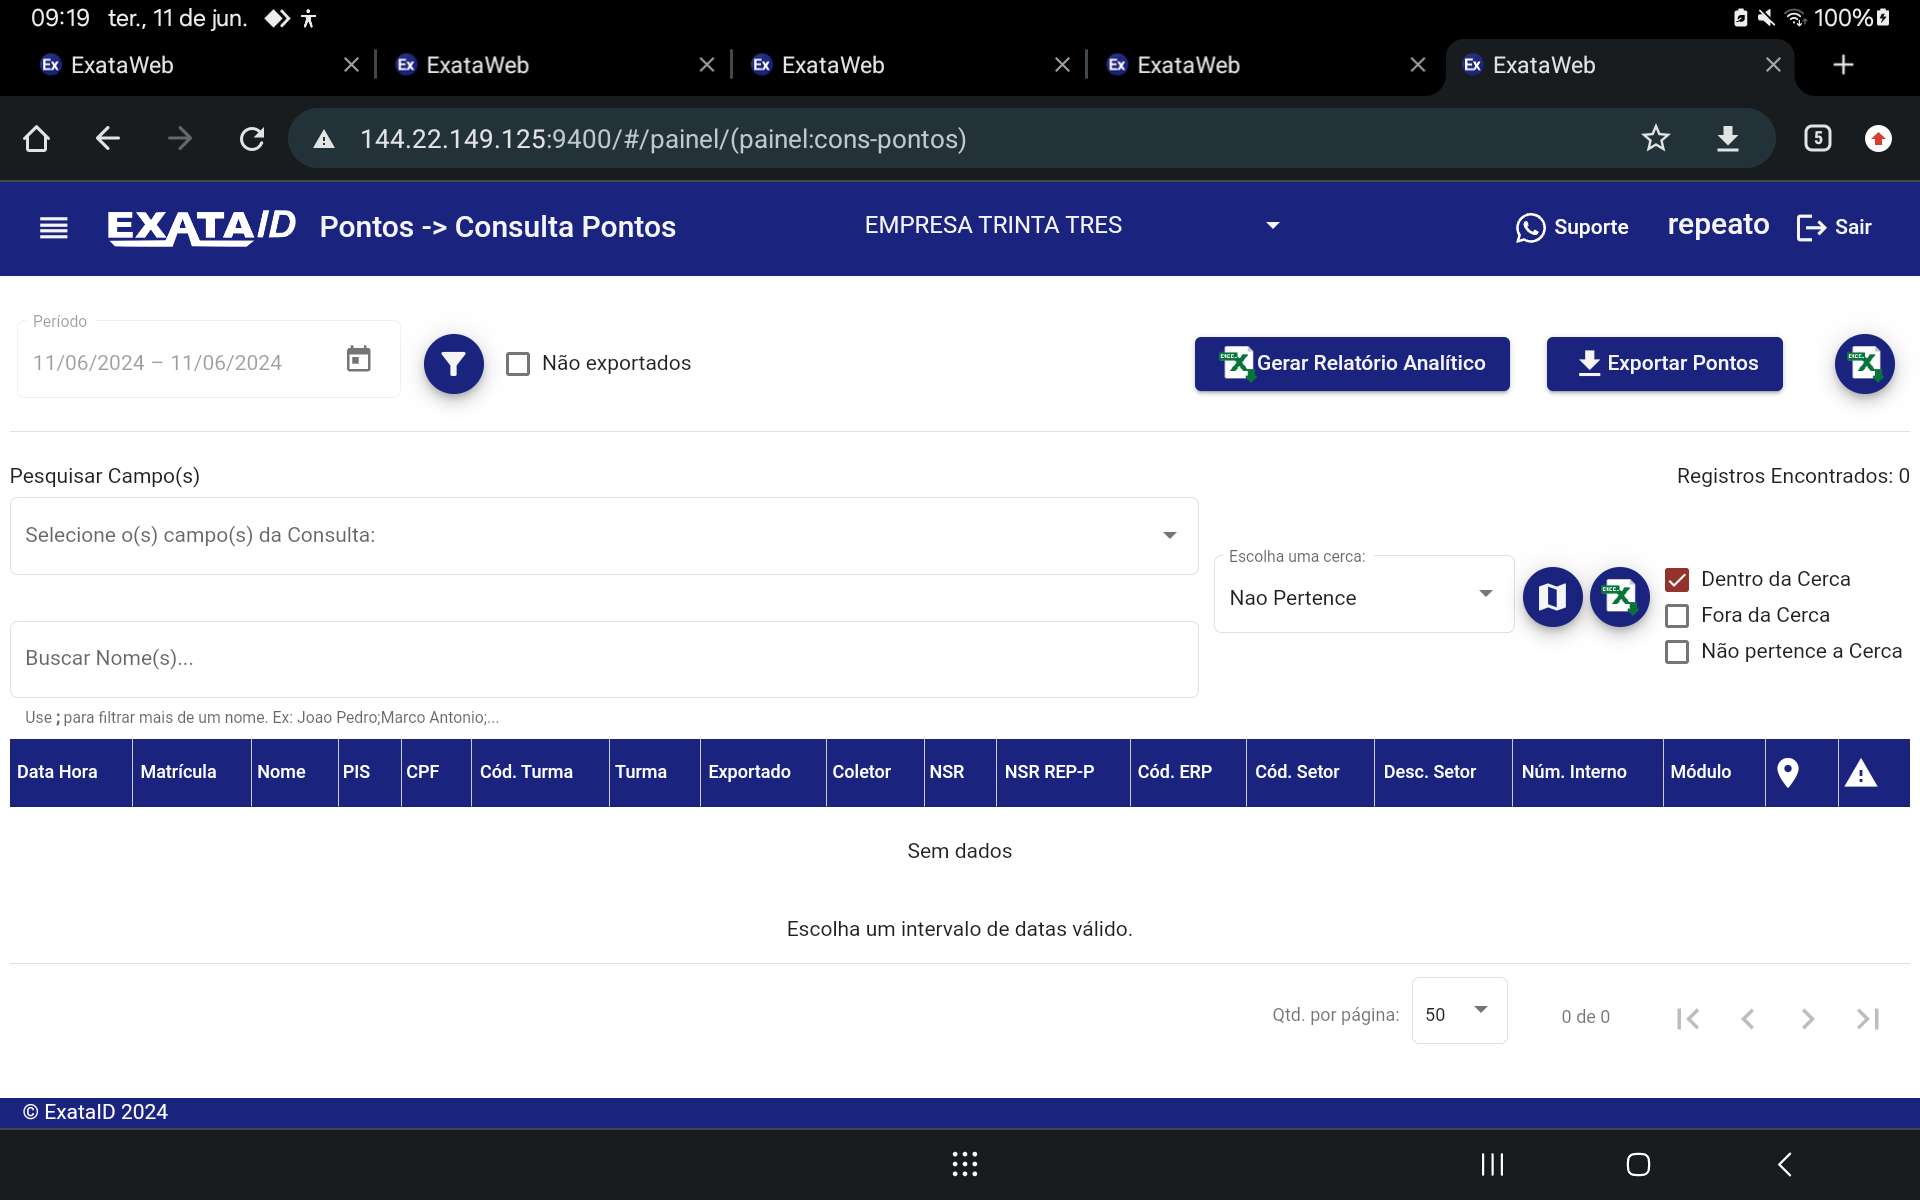 09:19 ter., 11 de jun. 100%
ExataWeb ExataWeb ExataWeb ExataWeb ExataWeb
144.22.149.125:9400/#/painel/(painel:cons-pontos) 5
EXATAID Pontos -> Consulta Pontos EMPRESA TRINTA TRES Suporte repeato Sair
Período
11/06/2024 – 11/06/2024 Não exportados Gerar Relatório Analítico Exportar Pontos
Pesquisar Campo(s) Registros Encontrados: 0
Selecione o(s) campo(s) da Consulta:
Escolha uma cerca:
Nao Pertence
Dentro da Cerca
Fora da Cerca
Não pertence a Cerca
Buscar Nome(s)...
Use ; para filtrar mais de um nome. Ex: Joao Pedro;Marco Antonio;...
Data Hora Matrícula Nome PIS CPF Cód. Turma Turma Exportado Coletor NSR NSR REP-P Cód. ERP Cód. Setor Desc. Setor Núm. Interno Módulo
Sem dados
Escolha um intervalo de datas válido.
Qtd. por página: 50 0 de 0
© ExataID 2024